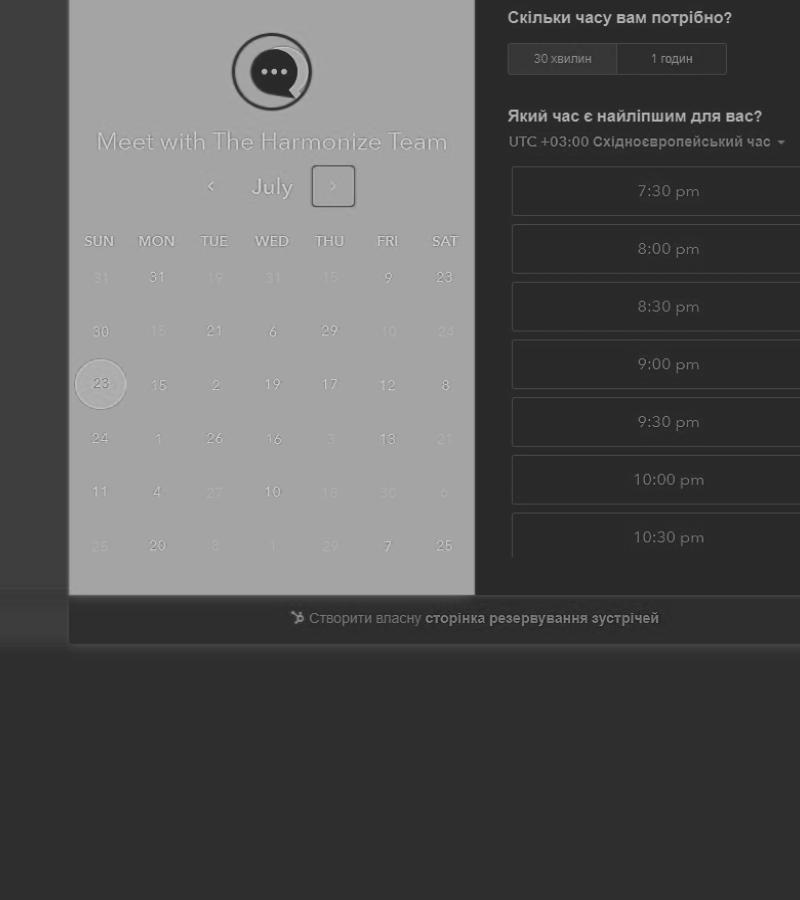 Meet with The Harmonize Team
July
SUN MON TUE WED THU FRI SAT
31 31 19 31 15 9 23
30 15 21 6 29 10 24
23 15 2 19 17 12 8
24 1 26 16 3 13 21
11 4 27 10 18 30 6
25 20 8 1 29 7 25
Скільки часу вам потрібно?
30 хвилин 1 годин
Який час є найліпшим для вас?
UTC +03:00 Східноєвропейський час
7:30 pm
8:00 pm
8:30 pm
9:00 pm
9:30 pm
10:00 pm
10:30 pm
Створити власну сторінка резервування зустрічей